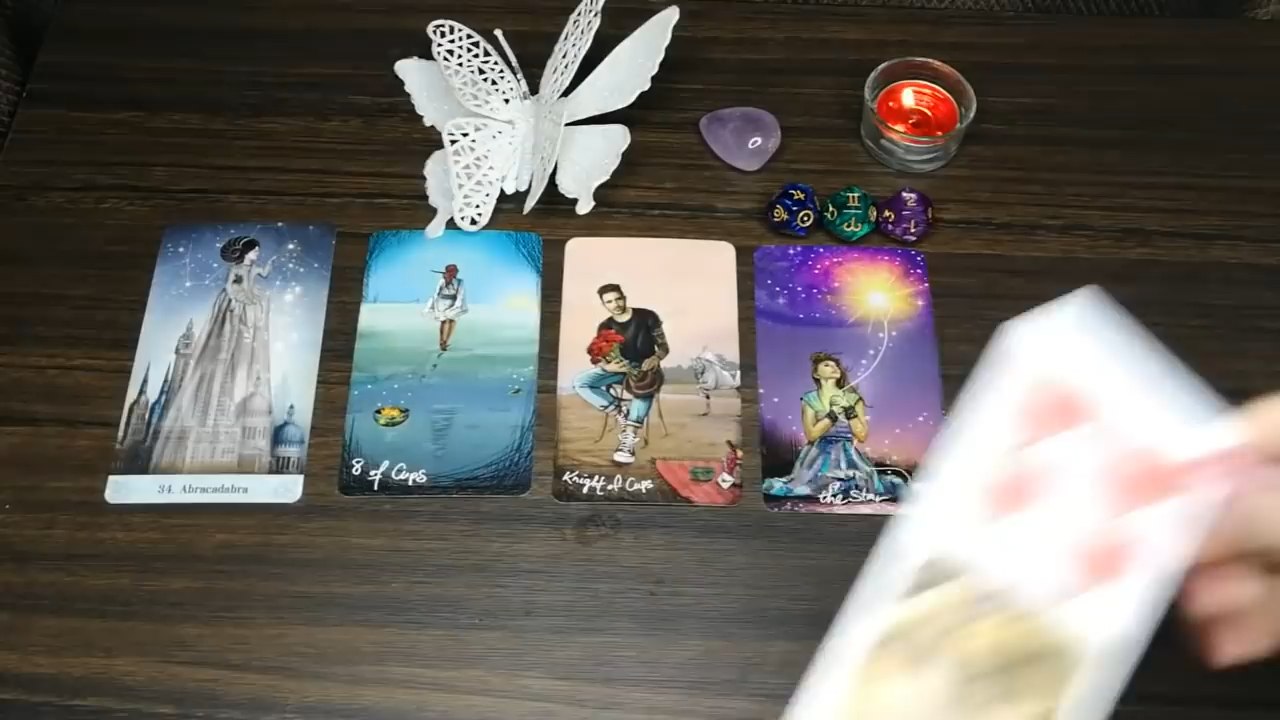 34. Abracadabra
8 of Cups
Knight of Cups
the Star